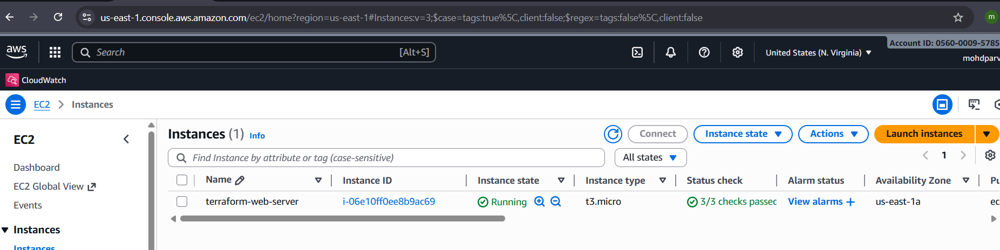 us-east-1.console.aws.amazon.com/ec2/home?region=us-east-1#Instances:v=3;$case=tags:true%5C,client:false;$regex=tags:false%5C,client:false
m
aws
Search
[Alt+S]
United States (N. Virginia)
Account ID: 0560-0009-5785
mohdparv
CloudWatch
EC2
Instances
EC2
Dashboard
EC2 Global View
Events
Instances
Instances
Instances (1) Info
Connect
Instance state
Actions
Launch instances
Find Instance by attribute or tag (case-sensitive)
All states
1
Name
Instance ID
Instance state
Instance type
Status check
Alarm status
Availability Zone
Pu
terraform-web-server
i-06e10ff0ee8b9ac69
Running
t3.micro
3/3 checks passec
View alarms +
us-east-1a
ec